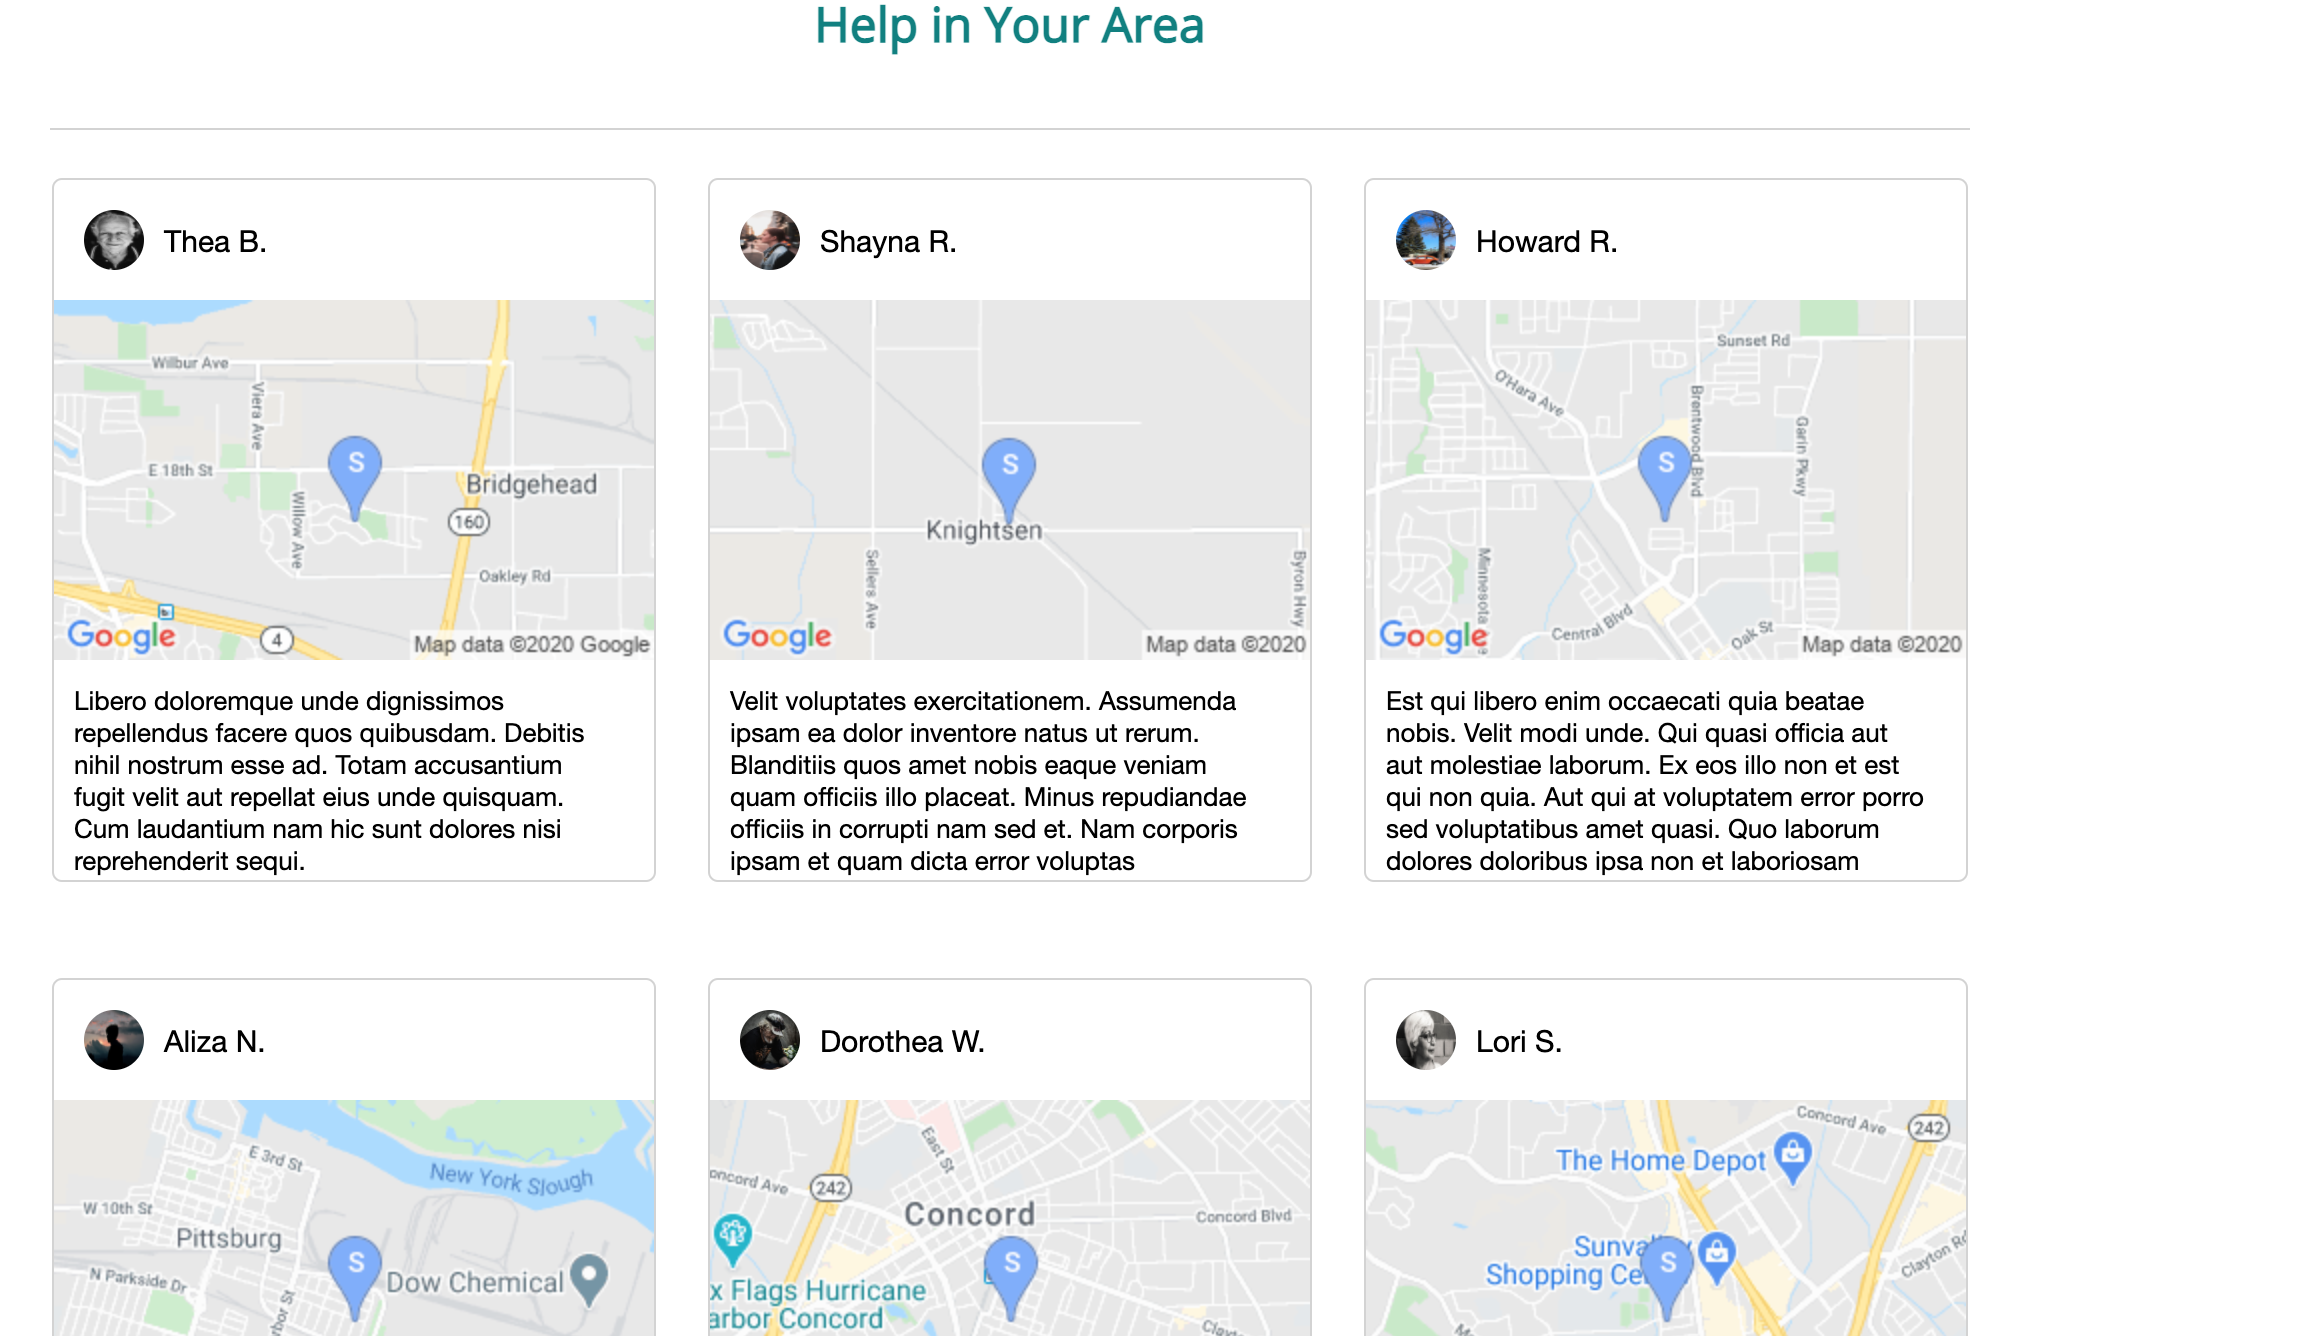 Help in Your Area
Thea B.
Wilbur Ave
Viera Ave
E 18th St
S
Bridgehead
Willow Ave
160
Oakley Rd
4
Google
Map data ©2020 Google
Libero doloremque unde dignissimos
repellendus facere quos quibusdam. Debitis
nihil nostrum esse ad. Totam accusantium
fugit velit aut repellat eius unde quisquam.
Cum laudantium nam hic sunt dolores nisi
reprehenderit sequi.
Shayna R.
S
Knightsen
Sellers Ave
Byron Hwy
Google
Map data ©2020
Velit voluptates exercitationem. Assumenda
ipsam ea dolor inventore natus ut rerum.
Blanditiis quos amet nobis eaque veniam
quam officiis illo placeat. Minus repudiandae
officiis in corrupti nam sed et. Nam corporis
ipsam et quam dicta error voluptas
Howard R.
Sunset Rd
O'Hara Ave
Brentwood Blvd
Garin Pkwy
S
Minnesota
Central Blvd
Oak St
Google
Map data ©2020
Est qui libero enim occaecati quia beatae
nobis. Velit modi unde. Qui quasi officia aut
aut molestiae laborum. Ex eos illo non et est
qui non quia. Aut qui at voluptatem error porro
sed voluptatibus amet quasi. Quo laborum
dolores doloribus ipsa non et laboriosam
Aliza N.
E 3rd St
New York Slough
W 10th St
Pittsburg
S
N Parkside Dr
Dow Chemical
rbor St
Dorothea W.
East St
oncord Ave
242
Concord
Concord Blvd
S
x Flags Hurricane
arbor Concord
Lori S.
Concord Ave
242
The Home Depot
Sunva
S
Shopping Ce
Clayton Rd